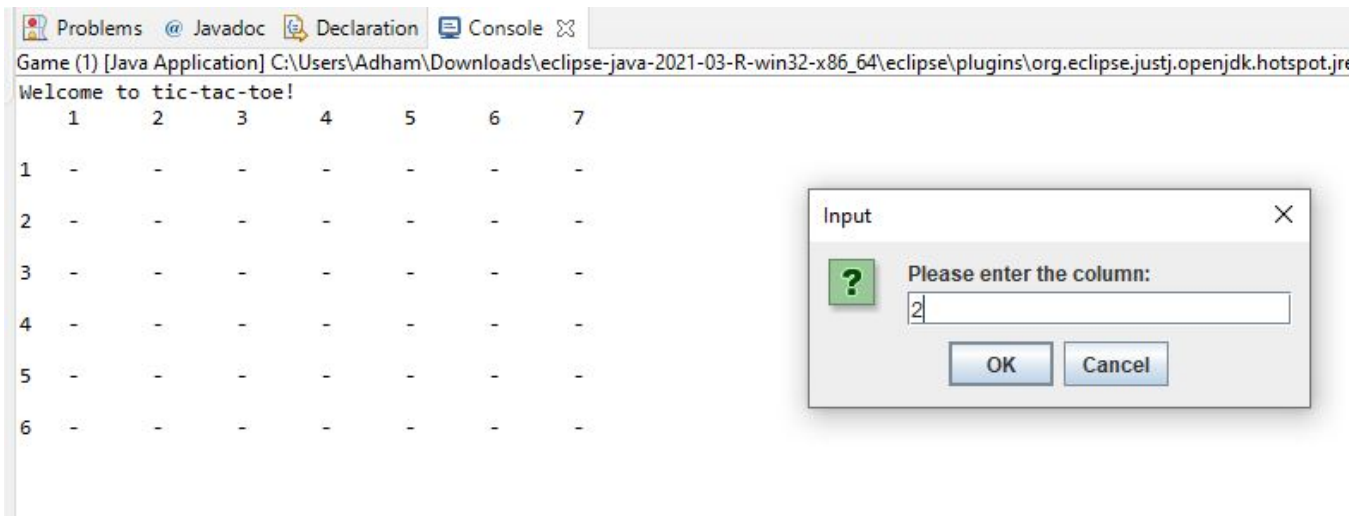 Problems @ Javadoc Declaration Console
Game (1) [Java Application] C:\Users\Adham\Downloads\eclipse-java-2021-03-R-win32-x86_64\eclipse\plugins\org.eclipse.justj.openjdk.hotspot.jre
Welcome to tic-tac-toe!
1 2 3 4 5 6 7
1 - - - - - - -
2 - - - - - - -
3 - - - - - - -
4 - - - - - - -
5 - - - - - - -
6 - - - - - - -
Input
? Please enter the column:
2
OK Cancel